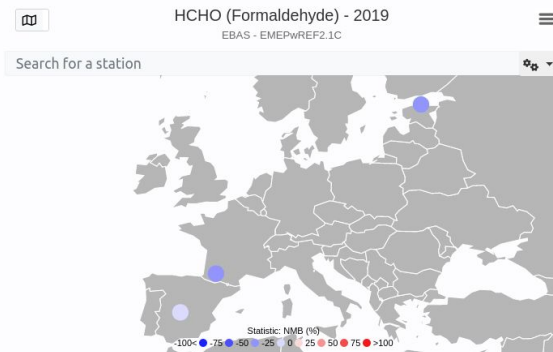 HCHO (Formaldehyde) - 2019
EBAS - EMEPwREF2.1C
Search for a station
Statistic: NMB (%)
-100< -75 -50 -25 0 25 50 75 >100